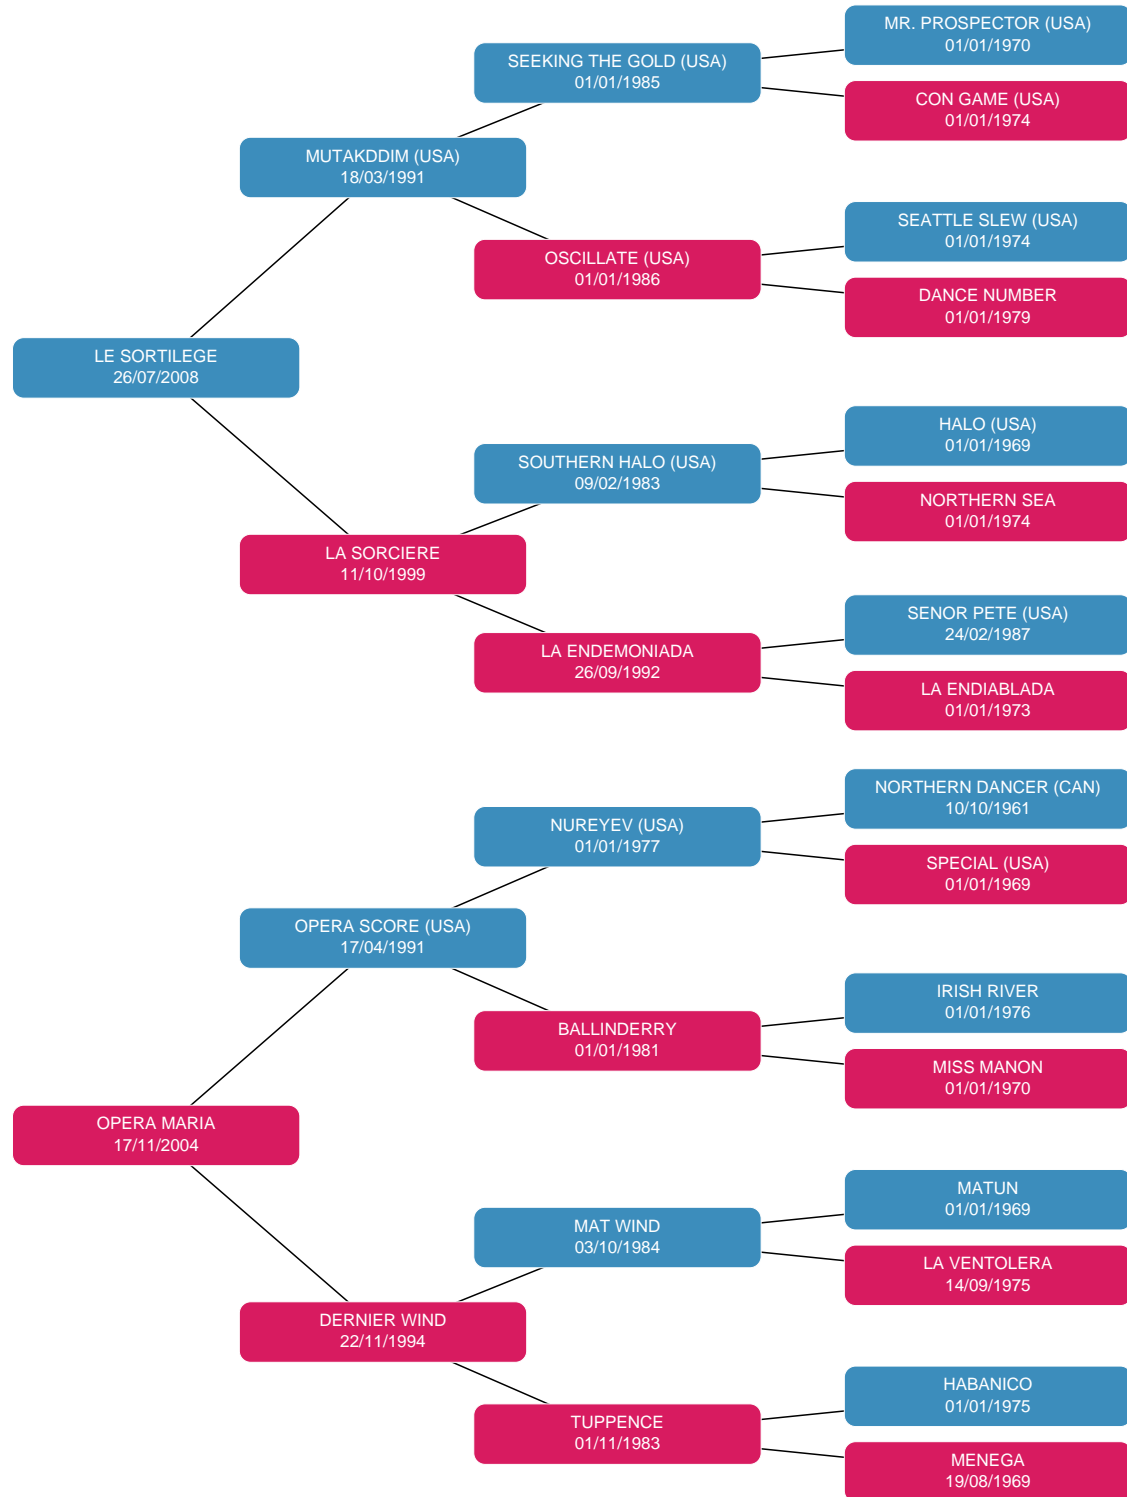 MR. PROSPECTOR (USA)
01/01/1970
SEEKING THE GOLD (USA)
01/01/1985
CON GAME (USA)
01/01/1974
MUTAKDDIM (USA)
18/03/1991
SEATTLE SLEW (USA)
01/01/1974
OSCILLATE (USA)
01/01/1986
DANCE NUMBER
01/01/1979
LE SORTILEGE
26/07/2008
HALO (USA)
01/01/1969
SOUTHERN HALO (USA)
09/02/1983
NORTHERN SEA
01/01/1974
LA SORCIERE
11/10/1999
SENOR PETE (USA)
24/02/1987
LA ENDEMONIADA
26/09/1992
LA ENDIABLADA
01/01/1973
NORTHERN DANCER (CAN)
10/10/1961
NUREYEV (USA)
01/01/1977
SPECIAL (USA)
01/01/1969
OPERA SCORE (USA)
17/04/1991
IRISH RIVER
01/01/1976
BALLINDERRY
01/01/1981
MISS MANON
01/01/1970
OPERA MARIA
17/11/2004
MATUN
01/01/1969
MAT WIND
03/10/1984
LA VENTOLERA
14/09/1975
DERNIER WIND
22/11/1994
HABANICO
01/01/1975
TUPPENCE
01/11/1983
MENEGA
19/08/1969